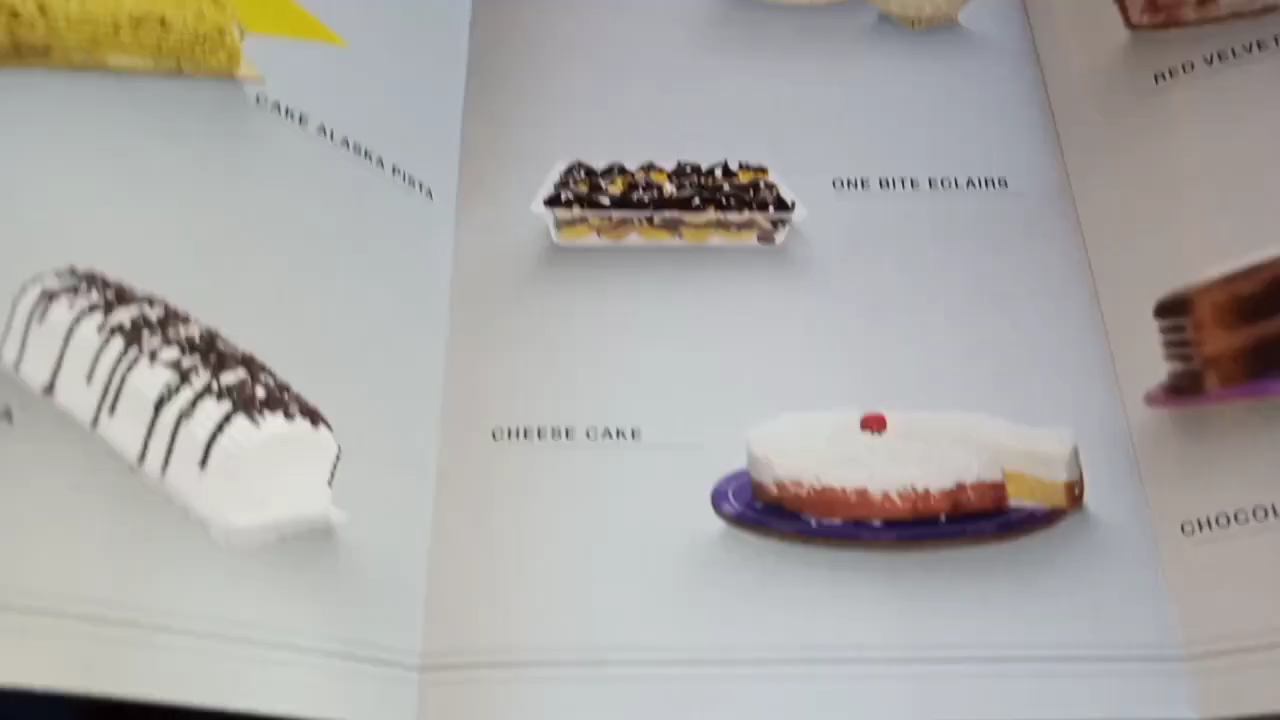 CAKE ALASKA PISTA
ONE BITE ECLAIRS
CHEESE CAKE
RED VELVET